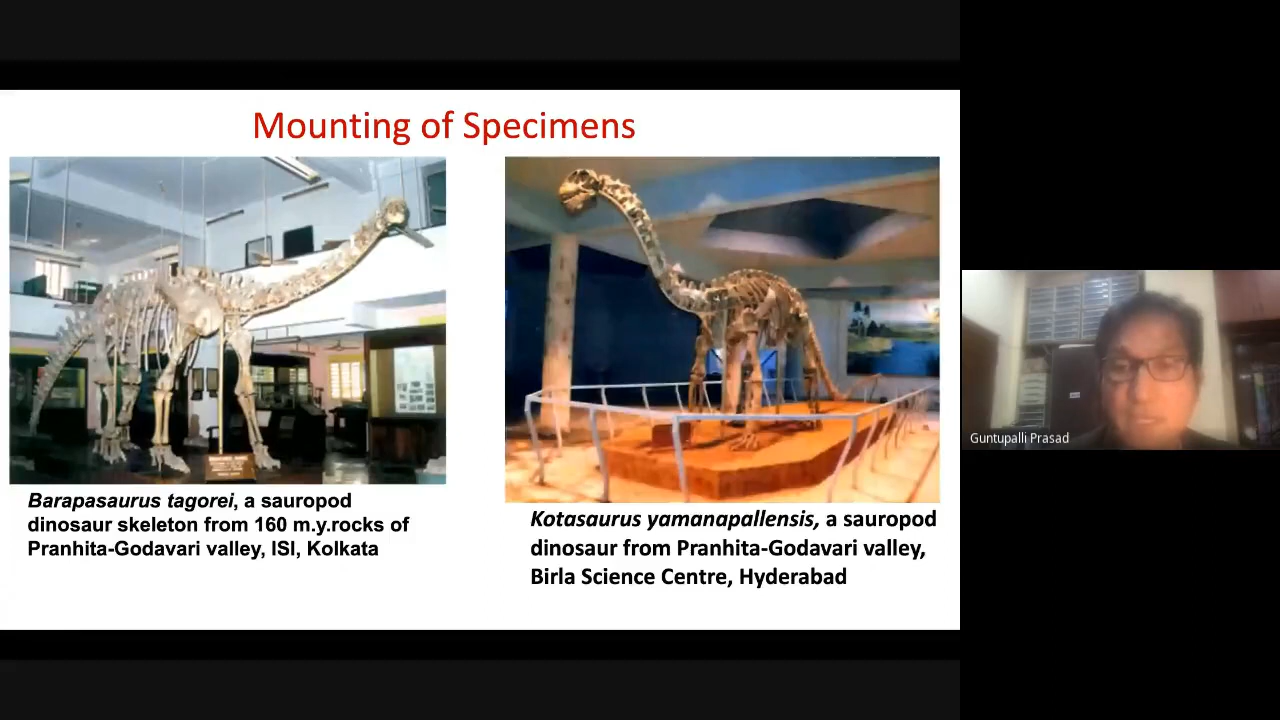 Mounting of Specimens
Barapasaurus tagorei, a sauropod
dinosaur skeleton from 160 m.y.rocks of
Pranhita-Godavari valley, ISI, Kolkata
Kotasaurus yamanapallensis, a sauropod
dinosaur from Pranhita-Godavari valley,
Birla Science Centre, Hyderabad
Guntupalli Prasad